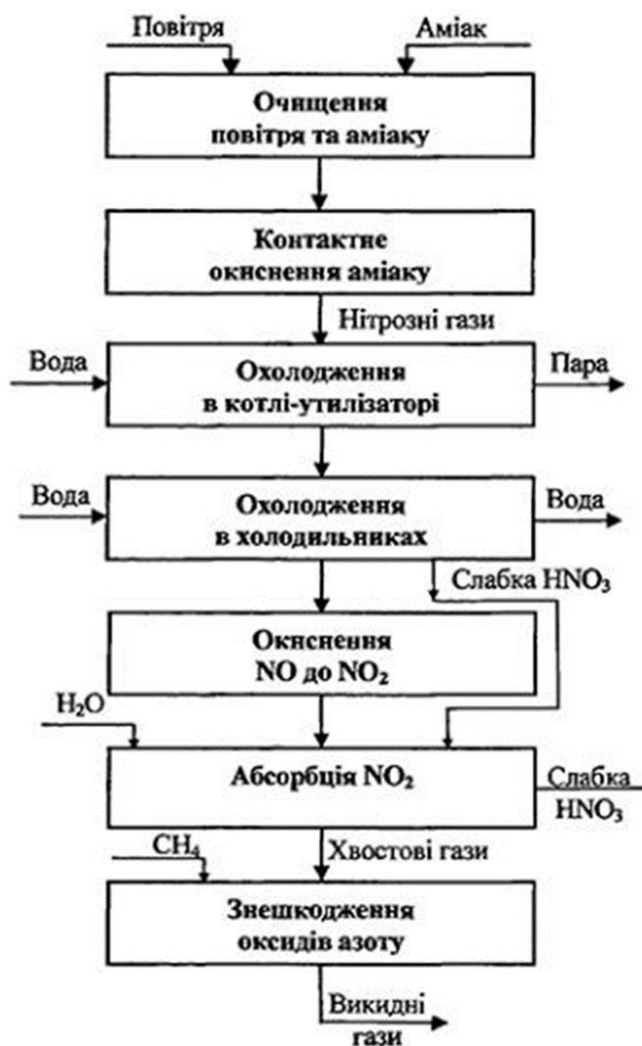 Повітря Аміак
Очищення
повітря та аміаку
Контактне
окиснення аміаку
Нітрозні гази
Вода Пара
Охолодження
в котлі-утилізаторі
Вода Вода
Охолодження
в холодильниках
Слабка HNO₃
Окиснення
NO до NO₂
H₂O
Абсорбція NO₂
Слабка
HNO₃
CH₄ Хвостові гази
Знешкодження
оксидів азоту
Викидні
гази